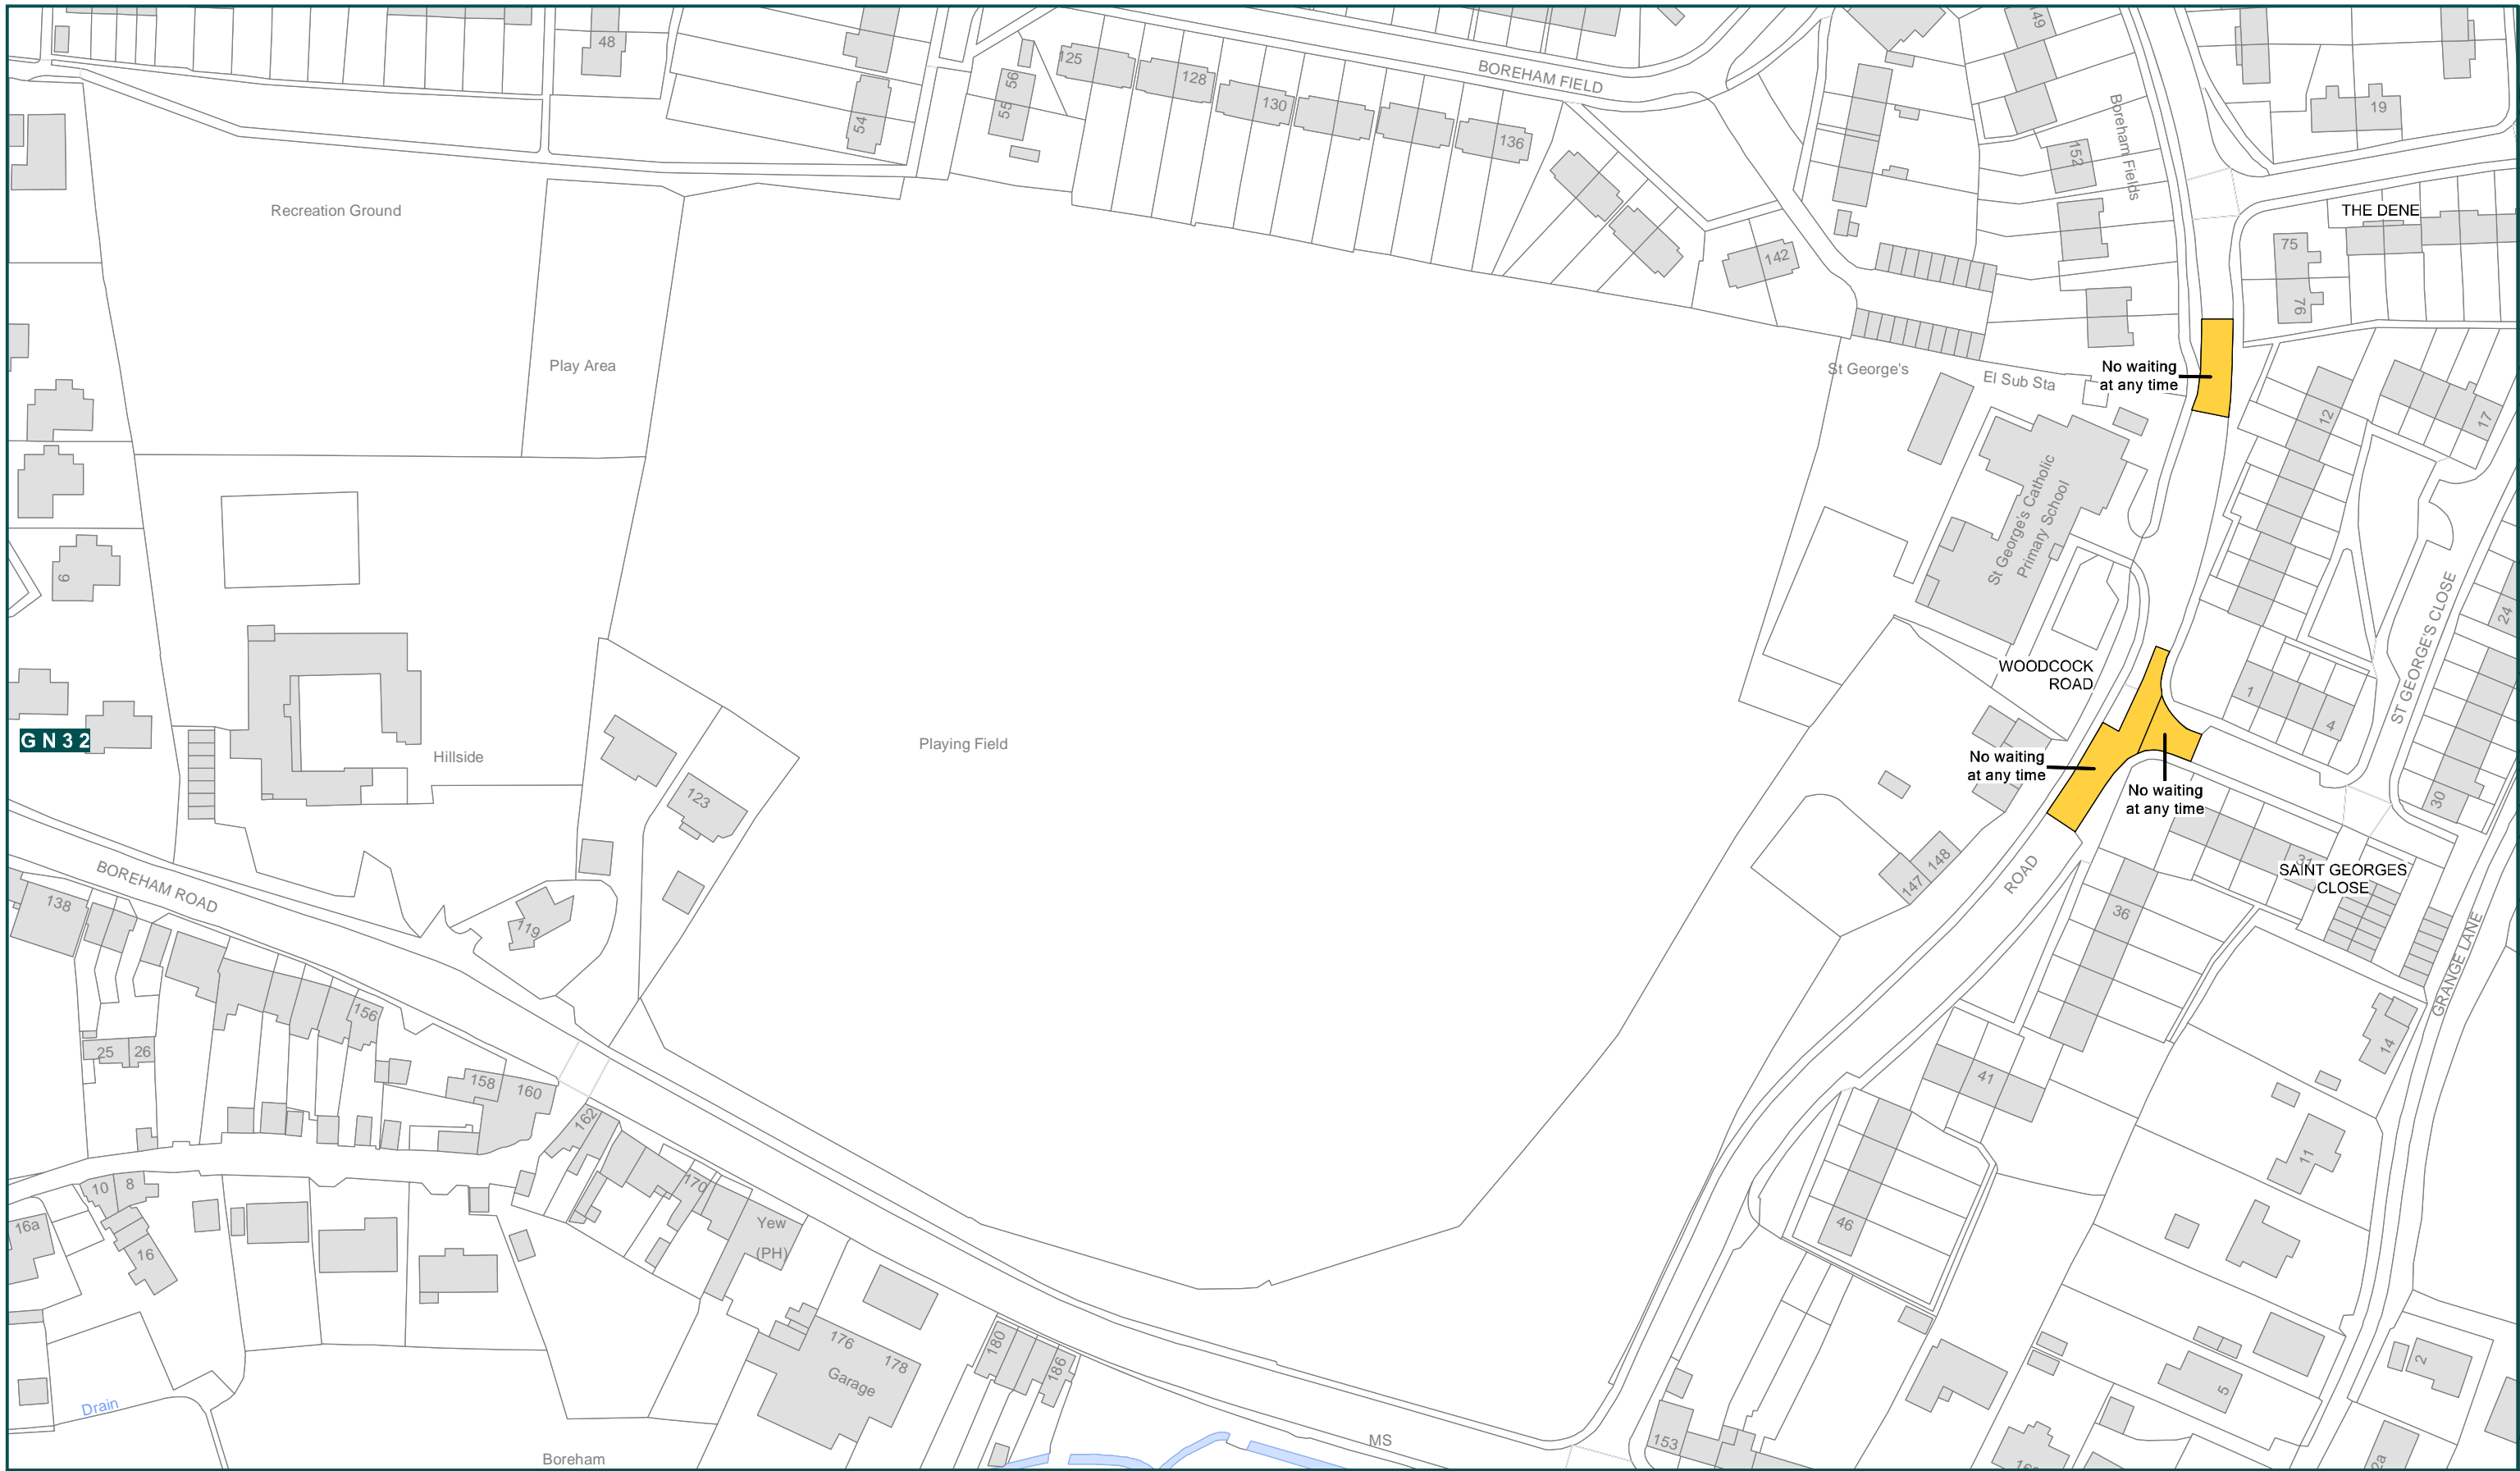 48
125
56
55
54
128
130
136
BOREHAM FIELD
149
152
Boreham Fields
19
Recreation Ground
THE DENE
75
76
142
Play Area
St George's
El Sub Sta
No waiting
at any time
12
17
St George's Catholic
Primary School
6
ST GEORGE'S CLOSE
24
WOODCOCK
ROAD
1
4
GN32
Hillside
Playing Field
123
No waiting
at any time
No waiting
at any time
30
31
SAINT GEORGES
CLOSE
147
148
ROAD
36
BOREHAM ROAD
138
119
GRANGE LANE
156
25
26
158
160
162
14
41
11
170
10
8
16a
16
Yew
(PH)
46
176
178
Garage
180
186
2
5
Drain
Boreham
MS
153
2a